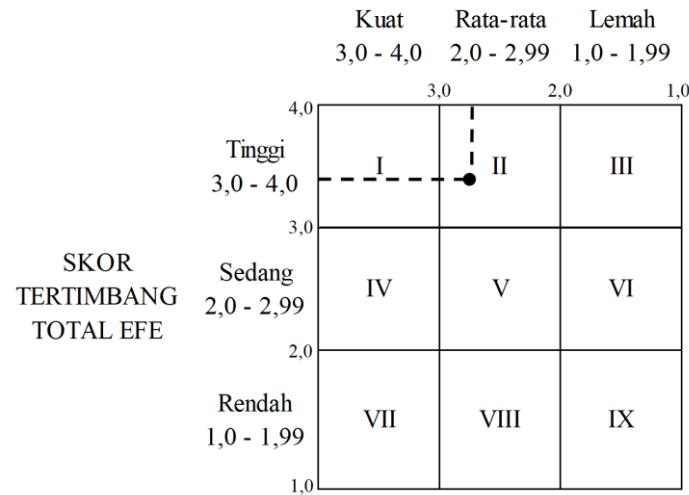 Kuat Rata-rata Lemah
3,0 - 4,0 2,0 - 2,99 1,0 - 1,99
4,0 3,0 2,0 1,0
Tinggi
3,0 - 4,0
I II III
3,0
SKOR
TERTIMBANG
TOTAL EFE
Sedang
2,0 - 2,99
IV V VI
2,0
Rendah
1,0 - 1,99
VII VIII IX
1,0